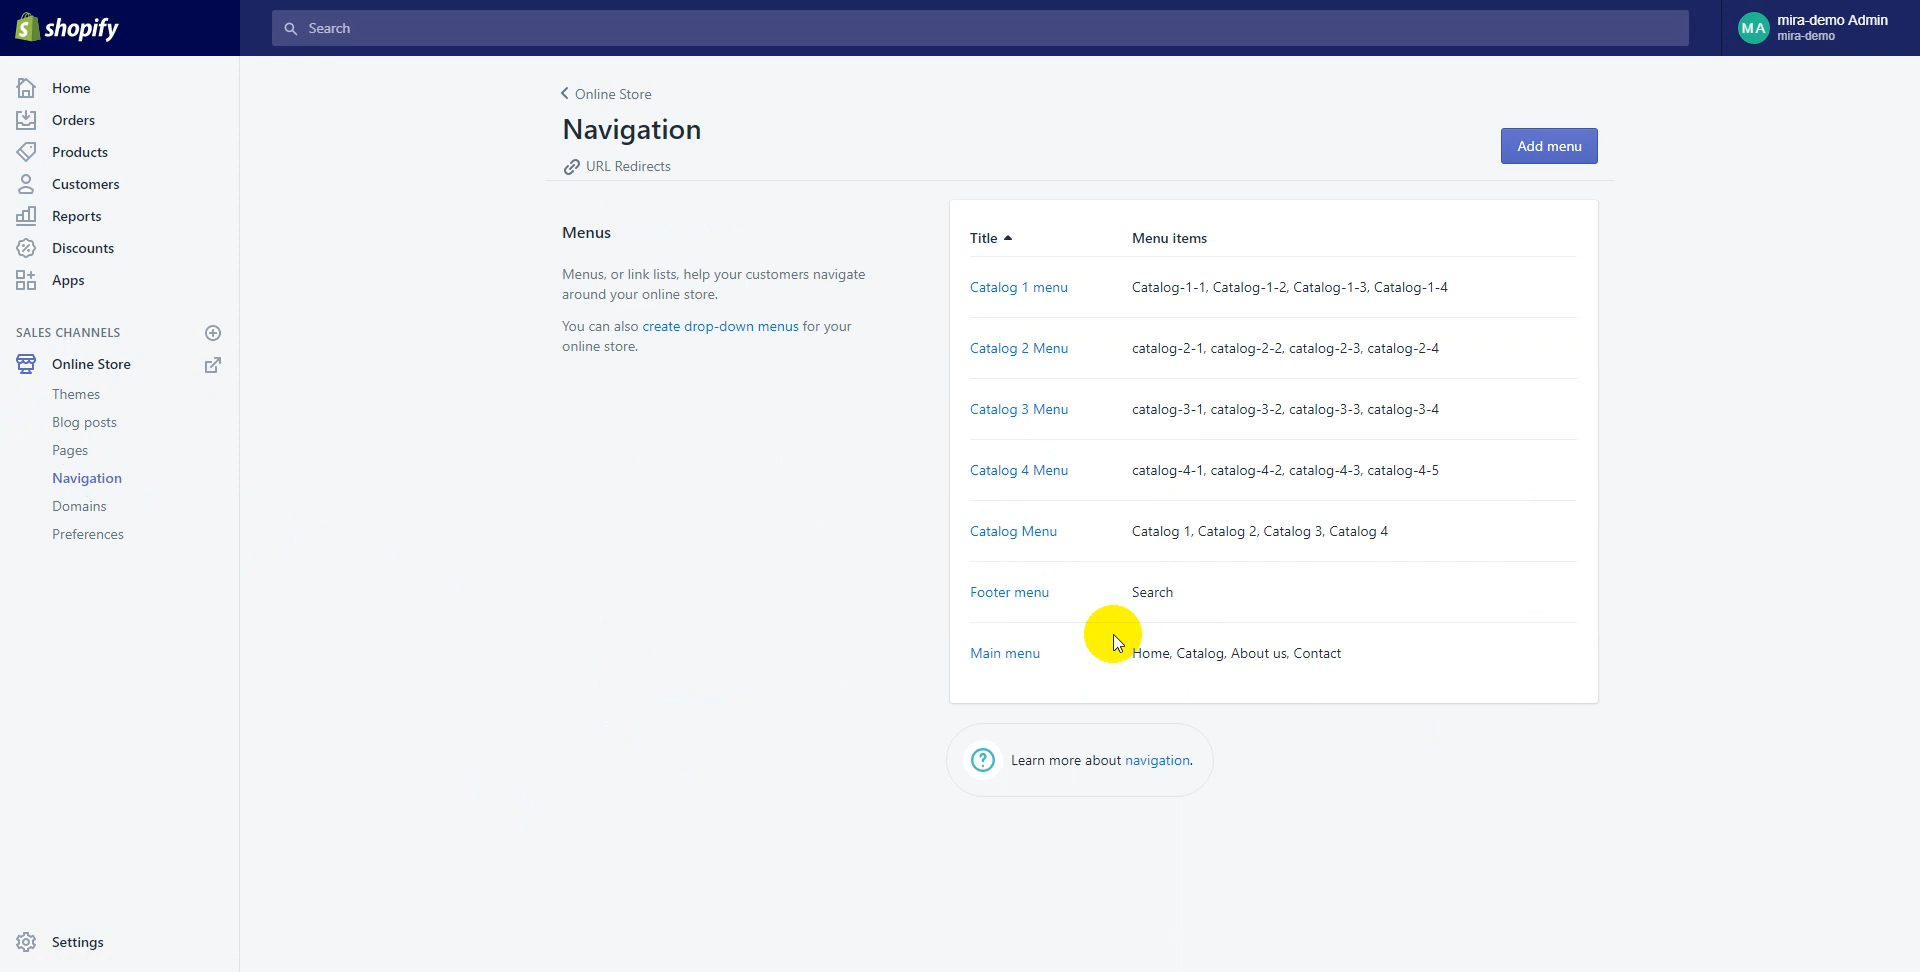 shopify
Search
MA
mira-demo Admin
mira-demo
Home
Orders
Products
Customers
Reports
Discounts
Apps
SALES CHANNELS
Online Store
Themes
Blog posts
Pages
Navigation
Domains
Preferences
Settings
Online Store
Navigation
URL Redirects
Add menu
Menus
Menus, or link lists, help your customers navigate
around your online store.
You can also create drop-down menus for your
online store.
Title Menu items
Catalog 1 menu Catalog-1-1, Catalog-1-2, Catalog-1-3, Catalog-1-4
Catalog 2 Menu catalog-2-1, catalog-2-2, catalog-2-3, catalog-2-4
Catalog 3 Menu catalog-3-1, catalog-3-2, catalog-3-3, catalog-3-4
Catalog 4 Menu catalog-4-1, catalog-4-2, catalog-4-3, catalog-4-5
Catalog Menu Catalog 1, Catalog 2, Catalog 3, Catalog 4
Footer menu Search
Main menu Home, Catalog, About us, Contact
Learn more about navigation.